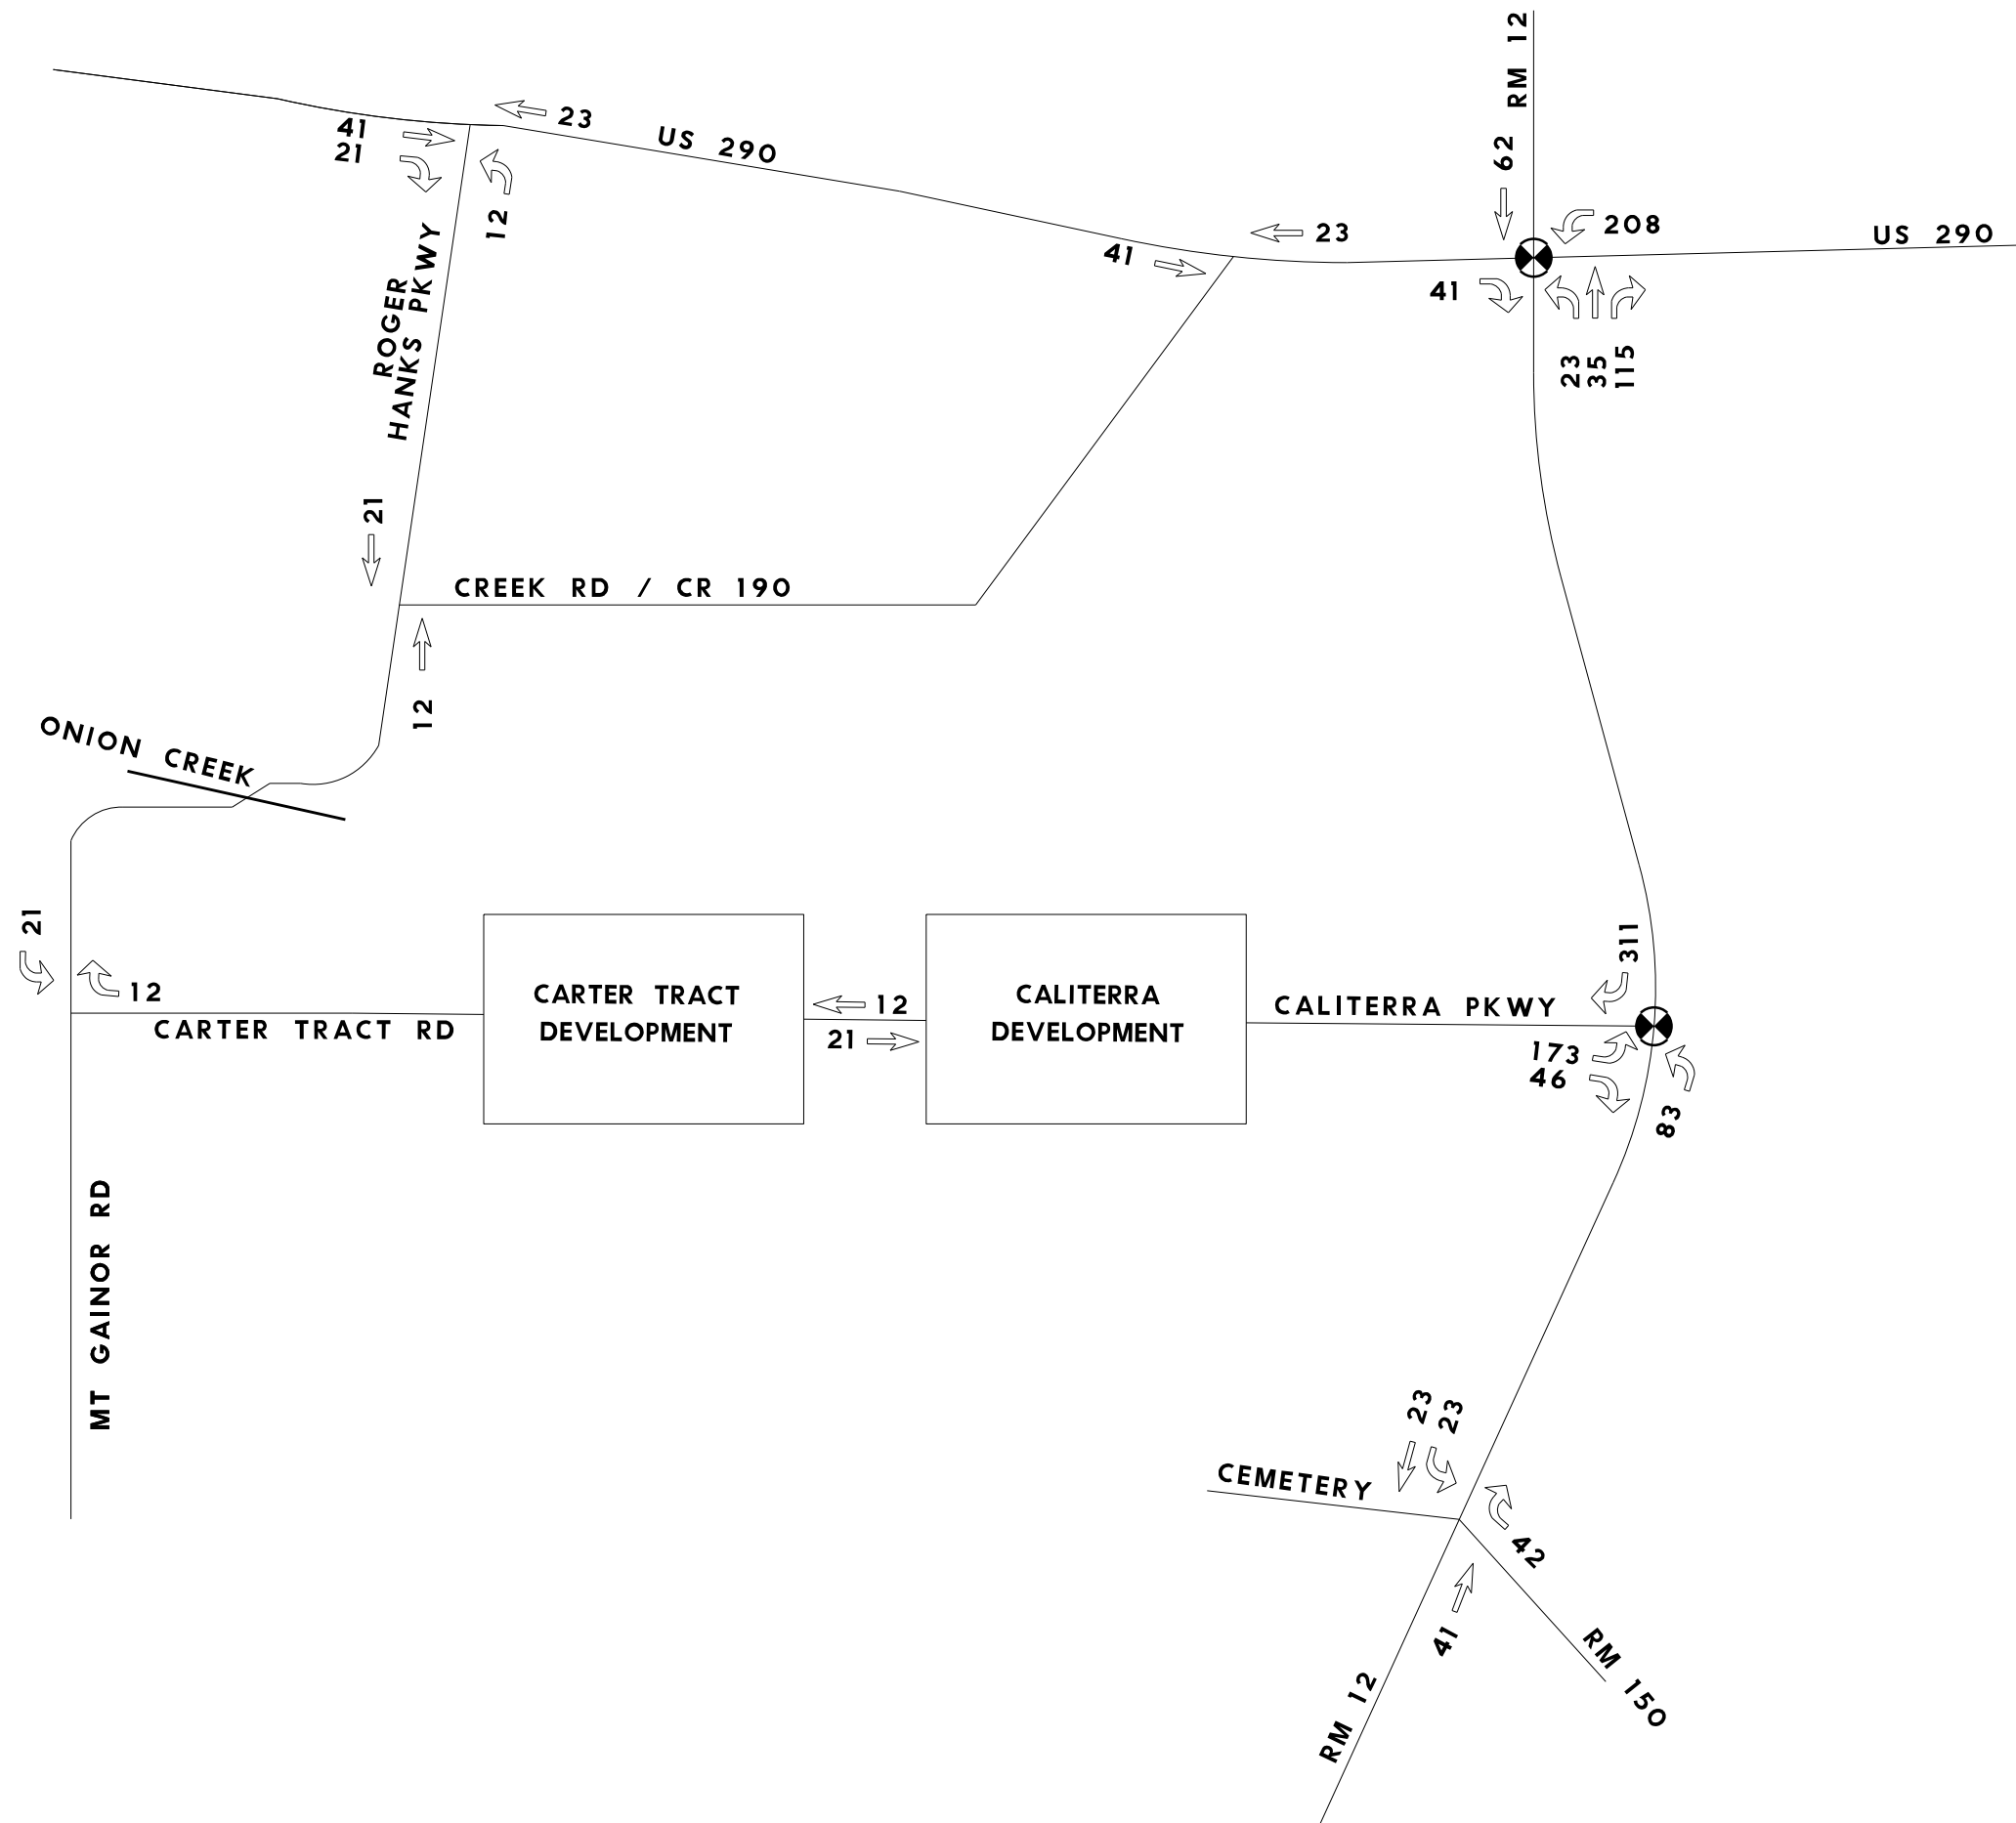 RM 12
62
23
US 290
41
21
12
23
208
US 290
41
41
23
35
115
ROGER
HANKS PKWY
21
CREEK RD / CR 190
12
ONION CREEK
21
12
CARTER TRACT RD
CARTER TRACT
DEVELOPMENT
12
21
CALITERRA
DEVELOPMENT
CALITERRA PKWY
311
173
46
83
MT GAINOR RD
23
23
CEMETERY
42
41
RM 12
RM 150